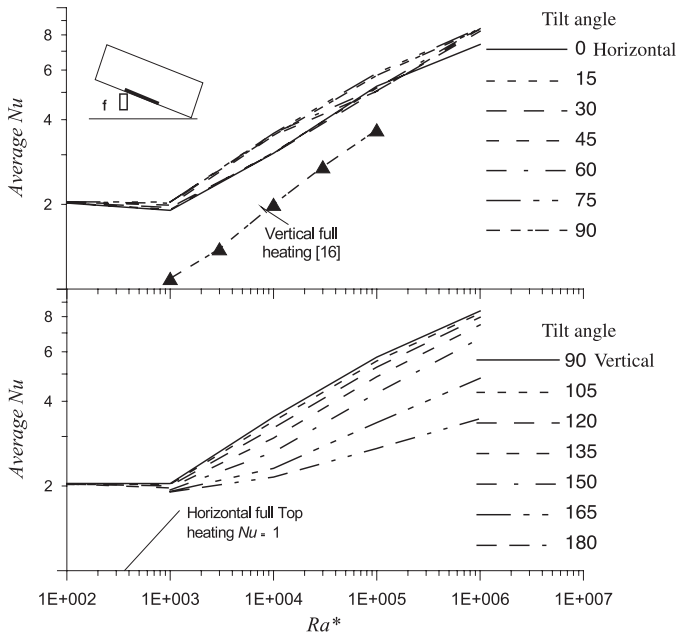 8
6
4
2
Average Nu
f
Vertical full
heating [16]
Tilt angle
0 Horizontal
15
30
45
60
75
90
8
6
4
2
Average Nu
Horizontal full Top
heating Nu = 1
Tilt angle
90 Vertical
105
120
135
150
165
180
1E+002 1E+003 1E+004 1E+005 1E+006 1E+007
Ra*